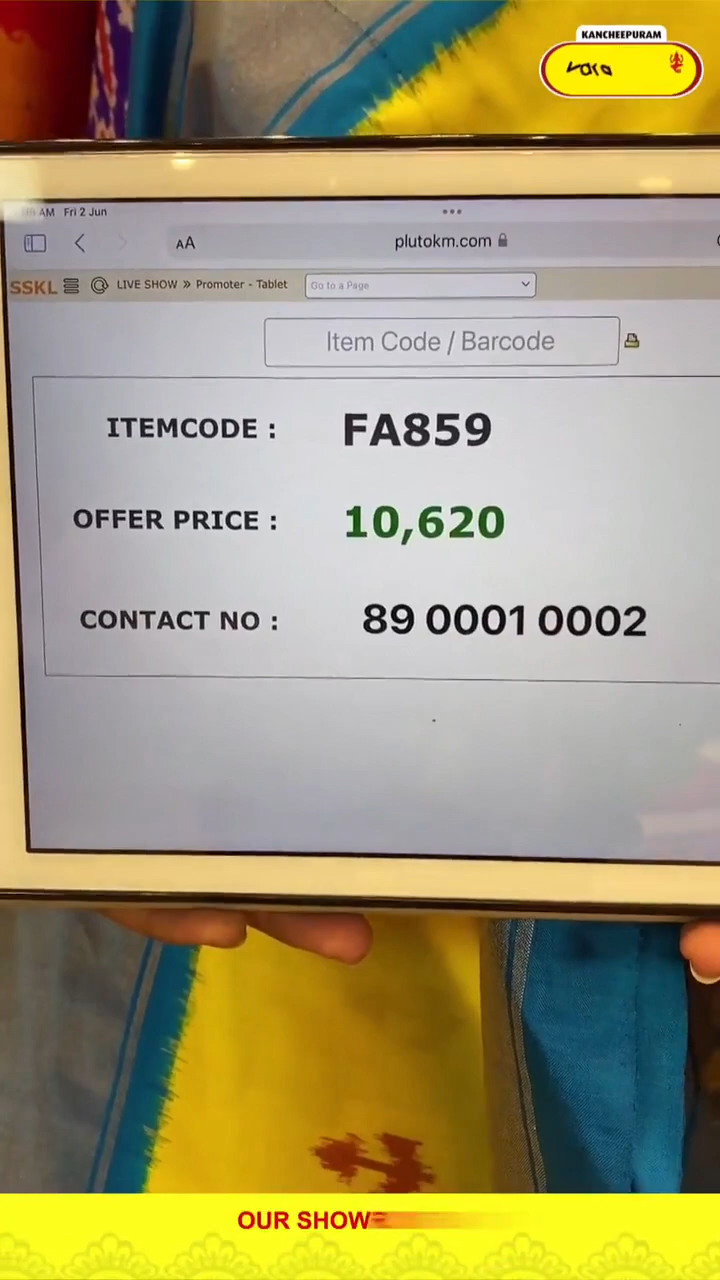 KANCHEEPURAM
AM Fri 2 Jun
AA
plutokm.com
SSKL
LIVE SHOW » Promoter - Tablet
Go to a Page
Item Code / Barcode
ITEMCODE : FA859
OFFER PRICE : 10,620
CONTACT NO : 89 0001 0002
OUR SHOW